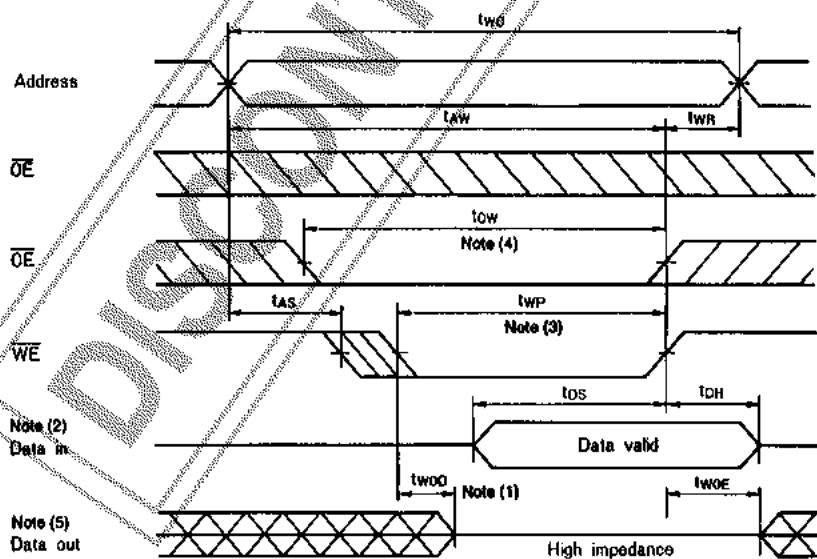 tWC
Address
tAW
tWR
OE
tCW
Note (4)
OE
tAS
tWP
Note (3)
WE
tDS
tDH
Note (2)
Data in
Data valid
tWOD
Note (1)
tWOE
Note (5)
Data out
High impedance
DISCONT